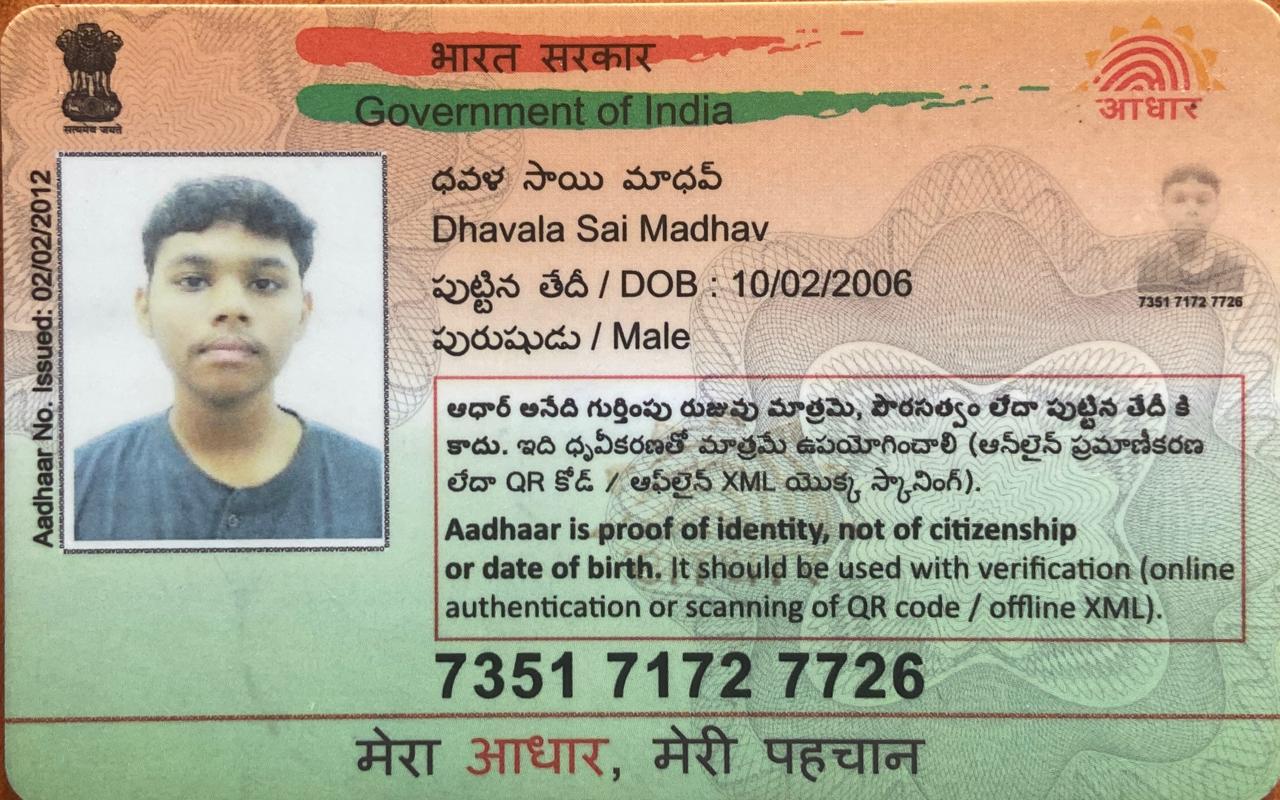 सत्यमेव जयते
भारत सरकार
Government of India
आधार
Aadhaar No. Issued: 02/02/2012
ధవళ సాయి మాధవ్
Dhavala Sai Madhav
పుట్టిన తేదీ / DOB : 10/02/2006
పురుషుడు / Male
7351 7172 7726
ఆధార్ అనేది గుర్తింపు రుజువు మాత్రమె, పౌరసత్వం లేదా పుట్టిన తేదీ కి
కాదు. ఇది ధృవీకరణతో మాత్రమే ఉపయోగించాలి (ఆన్‌లైన్ ప్రమాణీకరణ
లేదా QR కోడ్ / ఆఫ్‌లైన్ XML యొక్క స్కానింగ్).
Aadhaar is proof of identity, not of citizenship
or date of birth. It should be used with verification (online
authentication or scanning of QR code / offline XML).
7351 7172 7726
मेरा आधार, मेरी पहचान